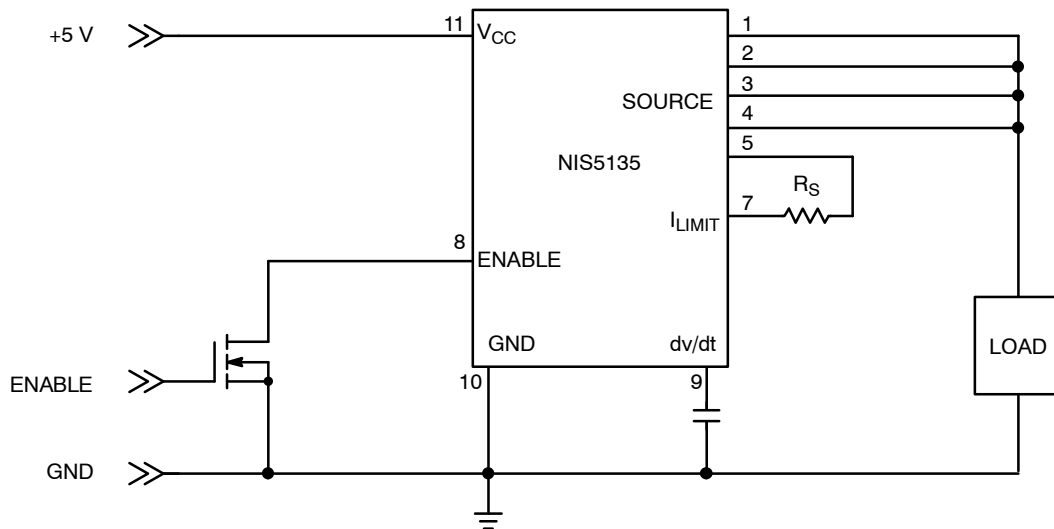 +5 V
11
VCC
1
2
3
SOURCE
4
5
NIS5135
RS
7
ILIMIT
8
ENABLE
GND
dv/dt
LOAD
ENABLE
10
9
GND